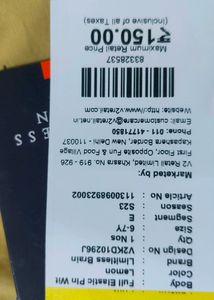 Body Full Elastic Pin Wit
Color Lemon
Brand Limitless Brain
Design No V2KD10296J
Qty 1 Nos
Size 6-7Y
Segment E
Season S23
Article No 113009923002
Marketed by:
V2 Retail Limited, Khasra No. 919-926
First Floor, Opposite Fun & Food Village
Kapashera Border, New Delhi - 110037
Phone - 011 - 41771850
customercare@v2retail.com
Website: http://www.v2retail.net
83328537
Maximum Retail Price
₹150.00
(inclusive of all Taxes)
ESS
N